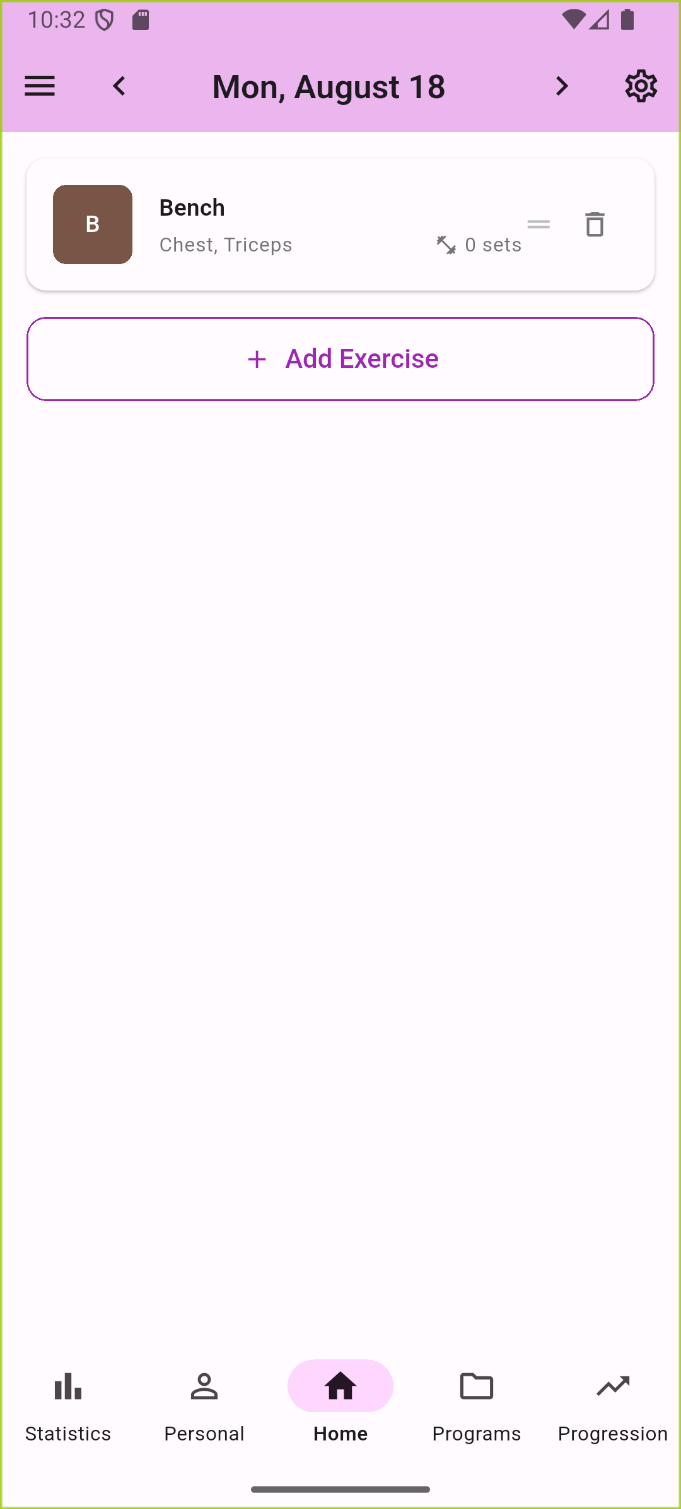 10:32
Mon, August 18
B
Bench
Chest, Triceps
0 sets
+ Add Exercise
Statistics
Personal
Home
Programs
Progression